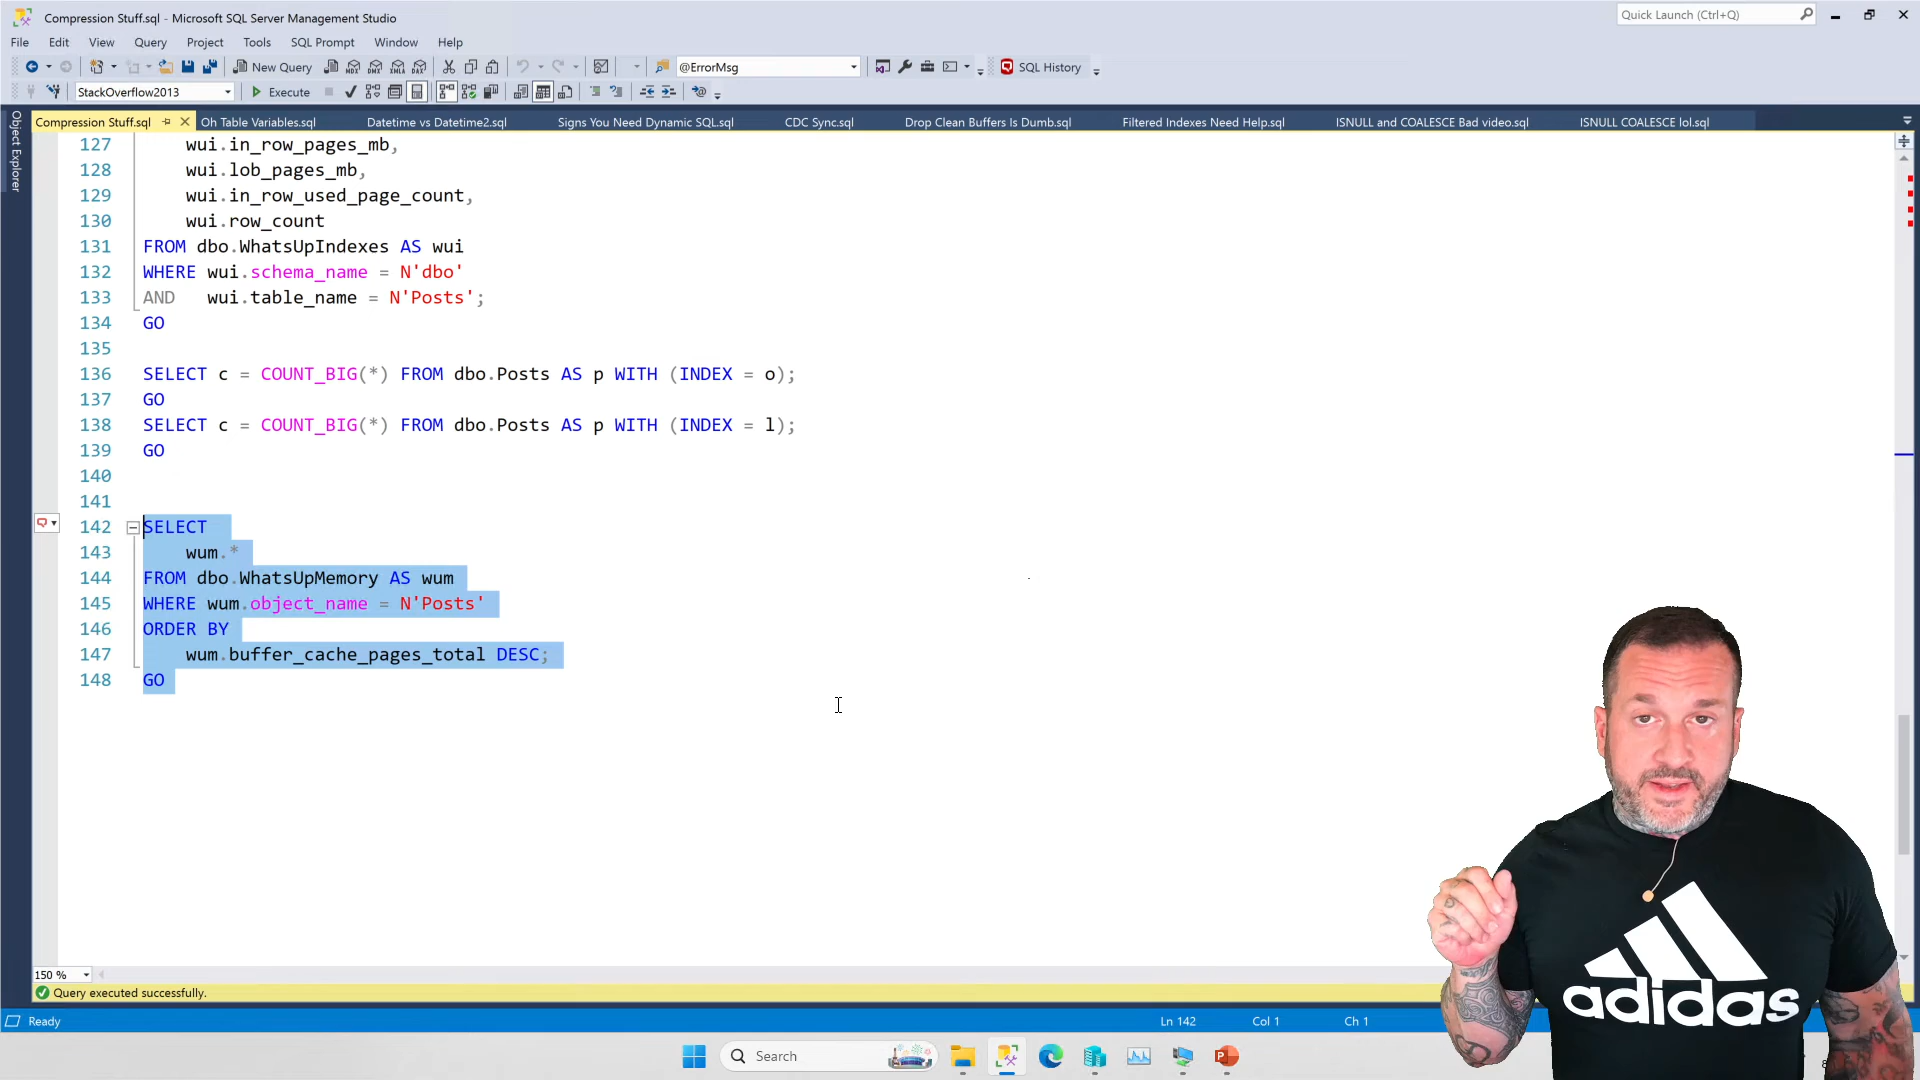 Compression Stuff.sql - Microsoft SQL Server Management Studio
Quick Launch (Ctrl+Q)
File Edit View Query Project Tools SQL Prompt Window Help
New Query
@ErrorMsg
SQL History
StackOverflow2013
Execute
Compression Stuff.sql
Oh Table Variables.sql
Datetime vs Datetime2.sql
Signs You Need Dynamic SQL.sql
CDC Sync.sql
Drop Clean Buffers Is Dumb.sql
Filtered Indexes Need Help.sql
ISNULL and COALESCE Bad video.sql
ISNULL COALESCE lol.sql
Object Explorer
127 wui.in_row_pages_mb,
128 wui.lob_pages_mb,
129 wui.in_row_used_page_count,
130 wui.row_count
131 FROM dbo.WhatsUpIndexes AS wui
132 WHERE wui.schema_name = N'dbo'
133 AND wui.table_name = N'Posts';
134 GO
135
136 SELECT c = COUNT_BIG(*) FROM dbo.Posts AS p WITH (INDEX = o);
137 GO
138 SELECT c = COUNT_BIG(*) FROM dbo.Posts AS p WITH (INDEX = l);
139 GO
140
141
142 SELECT
143 wum.*
144 FROM dbo.WhatsUpMemory AS wum
145 WHERE wum.object_name = N'Posts'
146 ORDER BY
147 wum.buffer_cache_pages_total DESC;
148 GO
150 %
Query executed successfully.
Ready
Ln 142
Col 1
Ch 1
Search
adidas